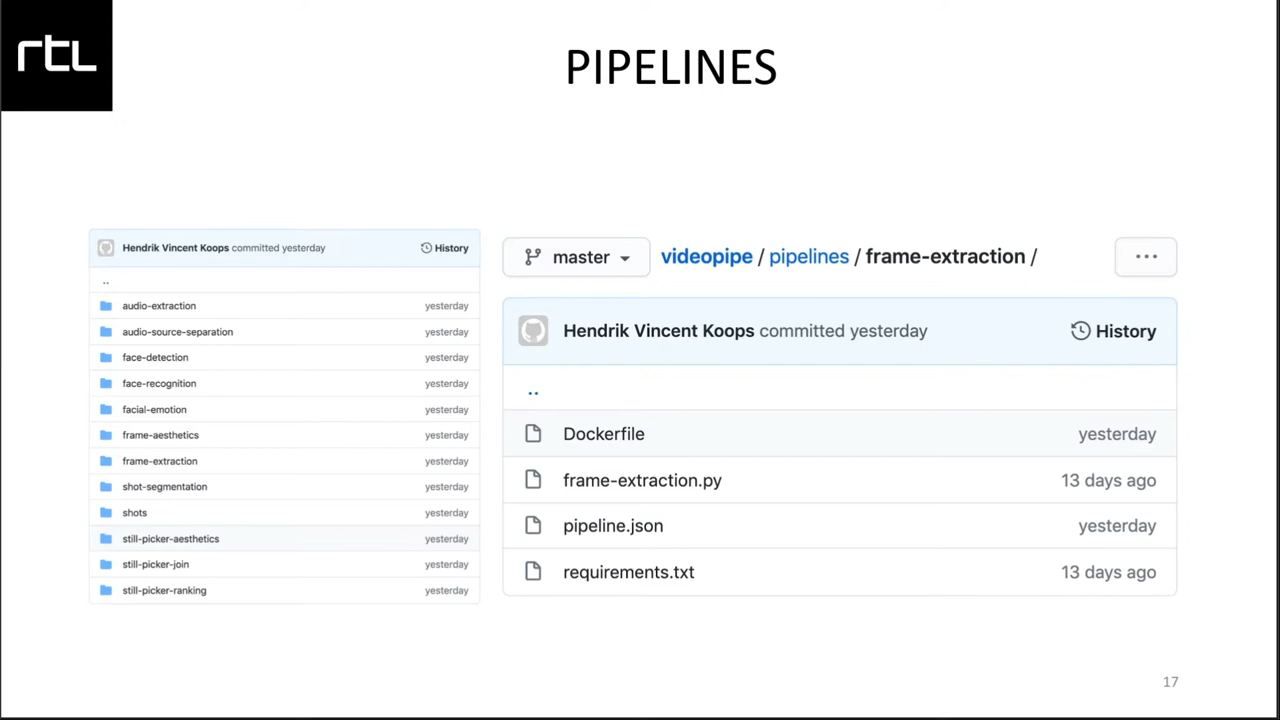 rtl
PIPELINES
Hendrik Vincent Koops committed yesterday History
..
audio-extraction yesterday
audio-source-separation yesterday
face-detection yesterday
face-recognition yesterday
facial-emotion yesterday
frame-aesthetics yesterday
frame-extraction yesterday
shot-segmentation yesterday
shots yesterday
still-picker-aesthetics yesterday
still-picker-join yesterday
still-picker-ranking yesterday
master videopipe / pipelines / frame-extraction / ...
Hendrik Vincent Koops committed yesterday History
..
Dockerfile yesterday
frame-extraction.py 13 days ago
pipeline.json yesterday
requirements.txt 13 days ago
17